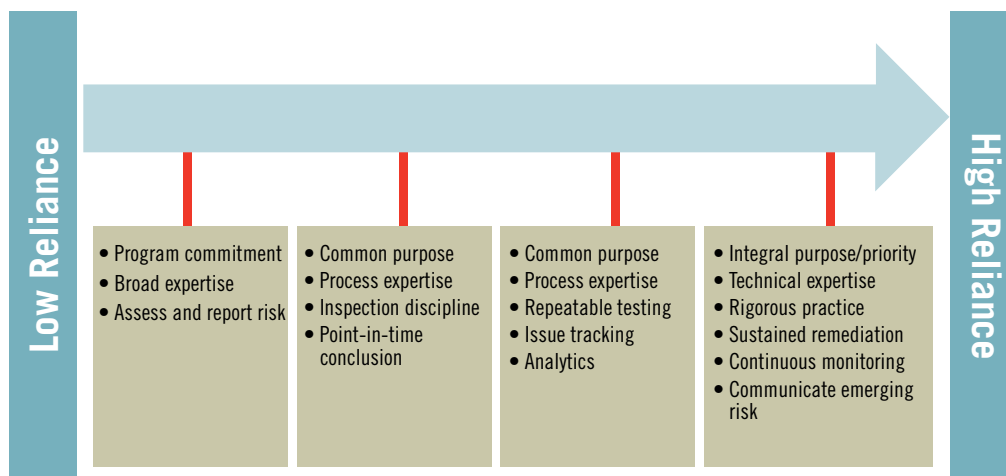 Low Reliance
• Program commitment
• Broad expertise
• Assess and report risk
• Common purpose
• Process expertise
• Inspection discipline
• Point-in-time
conclusion
• Common purpose
• Process expertise
• Repeatable testing
• Issue tracking
• Analytics
• Integral purpose/priority
• Technical expertise
• Rigorous practice
• Sustained remediation
• Continuous monitoring
• Communicate emerging
risk
High Reliance